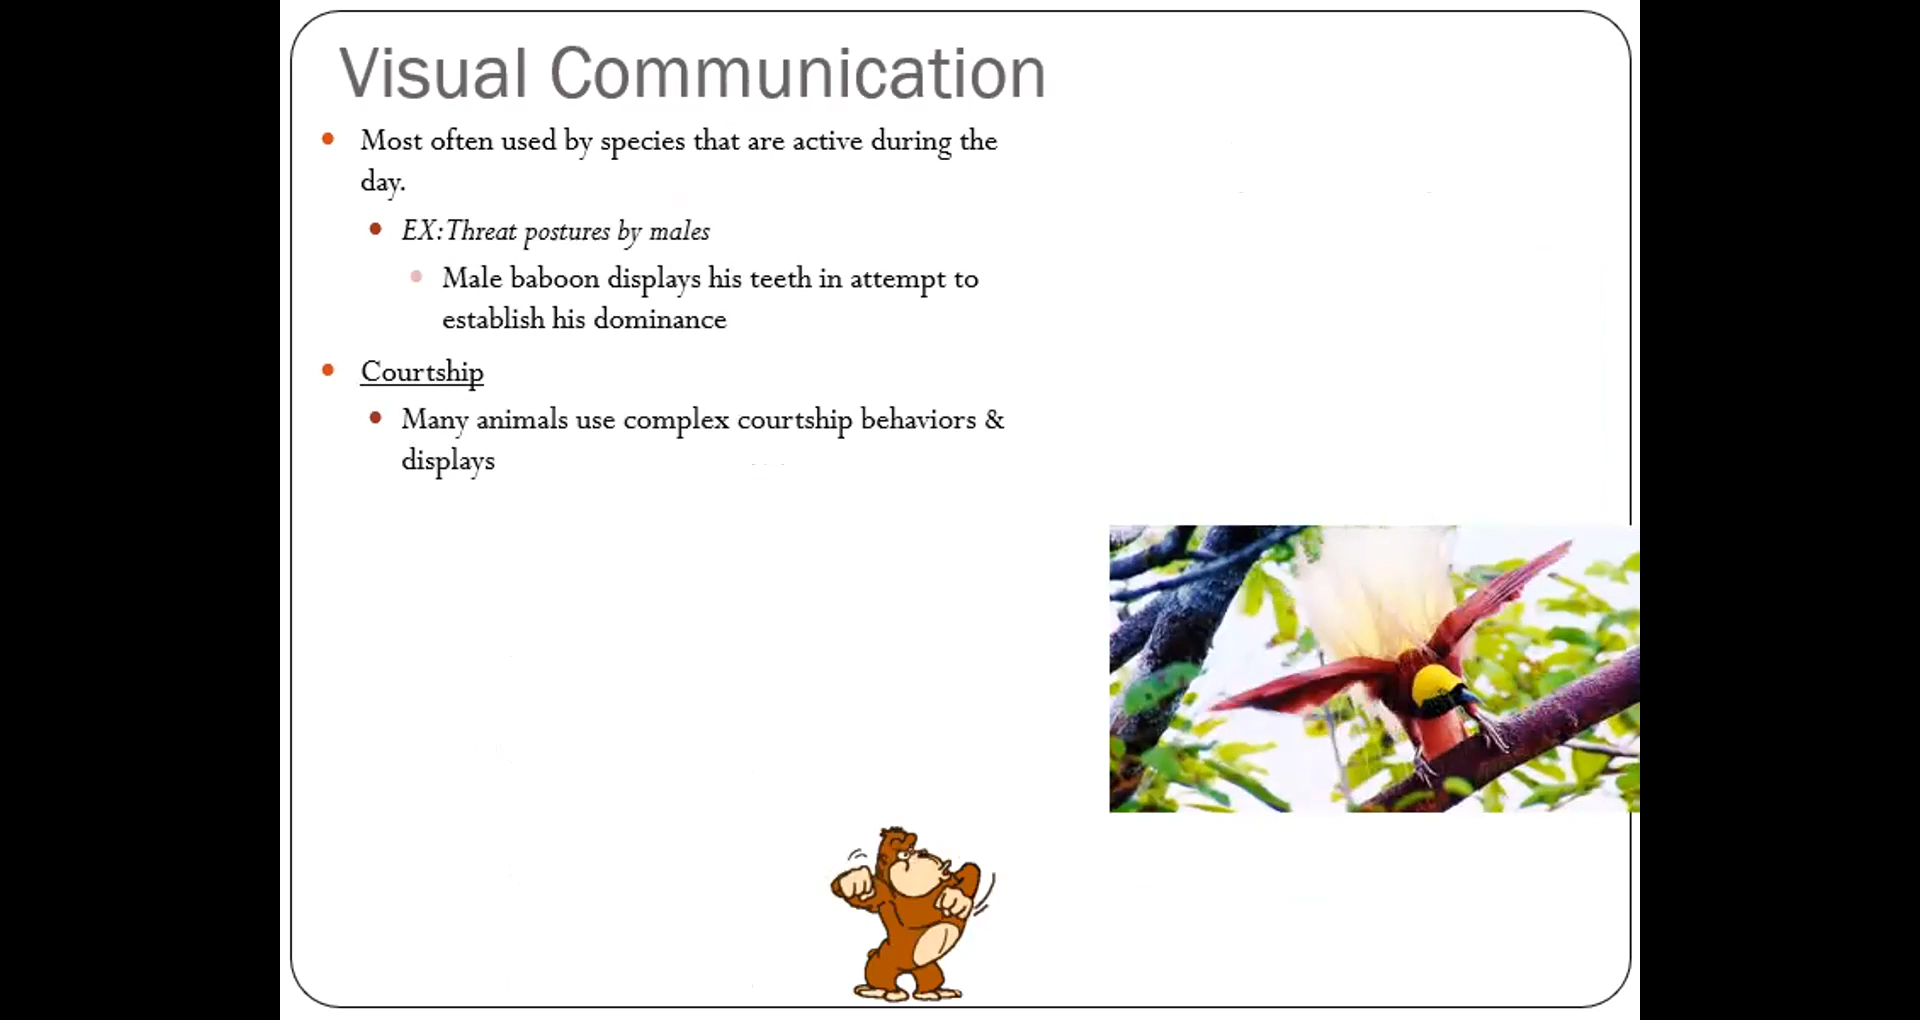 Visual Communication
Most often used by species that are active during the
day.
EX: Threat postures by males
Male baboon displays his teeth in attempt to
establish his dominance
Courtship
Many animals use complex courtship behaviors &
displays